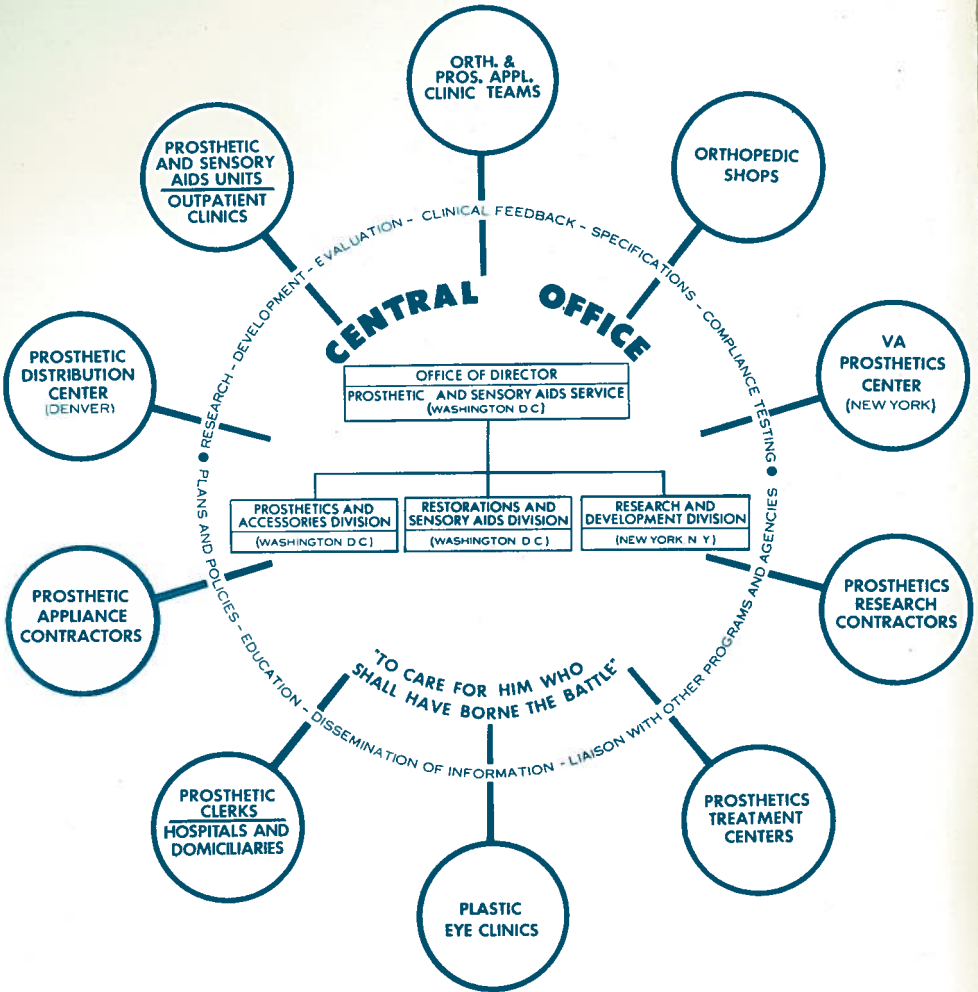 ORTH. &
PROS. APPL.
CLINIC TEAMS
ORTHOPEDIC
SHOPS
VA
PROSTHETICS
CENTER
(NEW YORK)
PROSTHETICS
RESEARCH
CONTRACTORS
PROSTHETICS
TREATMENT
CENTERS
PLASTIC
EYE CLINICS
PROSTHETIC
CLERKS
HOSPITALS AND
DOMICILIARIES
PROSTHETIC
APPLIANCE
CONTRACTORS
PROSTHETIC
DISTRIBUTION
CENTER
(DENVER)
PROSTHETIC
AND SENSORY
AIDS UNITS
OUTPATIENT
CLINICS
• RESEARCH - DEVELOPMENT - EVALUATION - CLINICAL FEEDBACK - SPECIFICATIONS - COMPLIANCE TESTING •
PLANS AND POLICIES - EDUCATION - DISSEMINATION OF INFORMATION - LIAISON WITH OTHER PROGRAMS AND AGENCIES
CENTRAL OFFICE
OFFICE OF DIRECTOR
PROSTHETIC AND SENSORY AIDS SERVICE
(WASHINGTON D C)
PROSTHETICS AND
ACCESSORIES DIVISION
(WASHINGTON D C)
RESTORATIONS AND
SENSORY AIDS DIVISION
(WASHINGTON D C)
RESEARCH AND
DEVELOPMENT DIVISION
(NEW YORK N Y)
"TO CARE FOR HIM WHO
SHALL HAVE BORNE THE BATTLE"